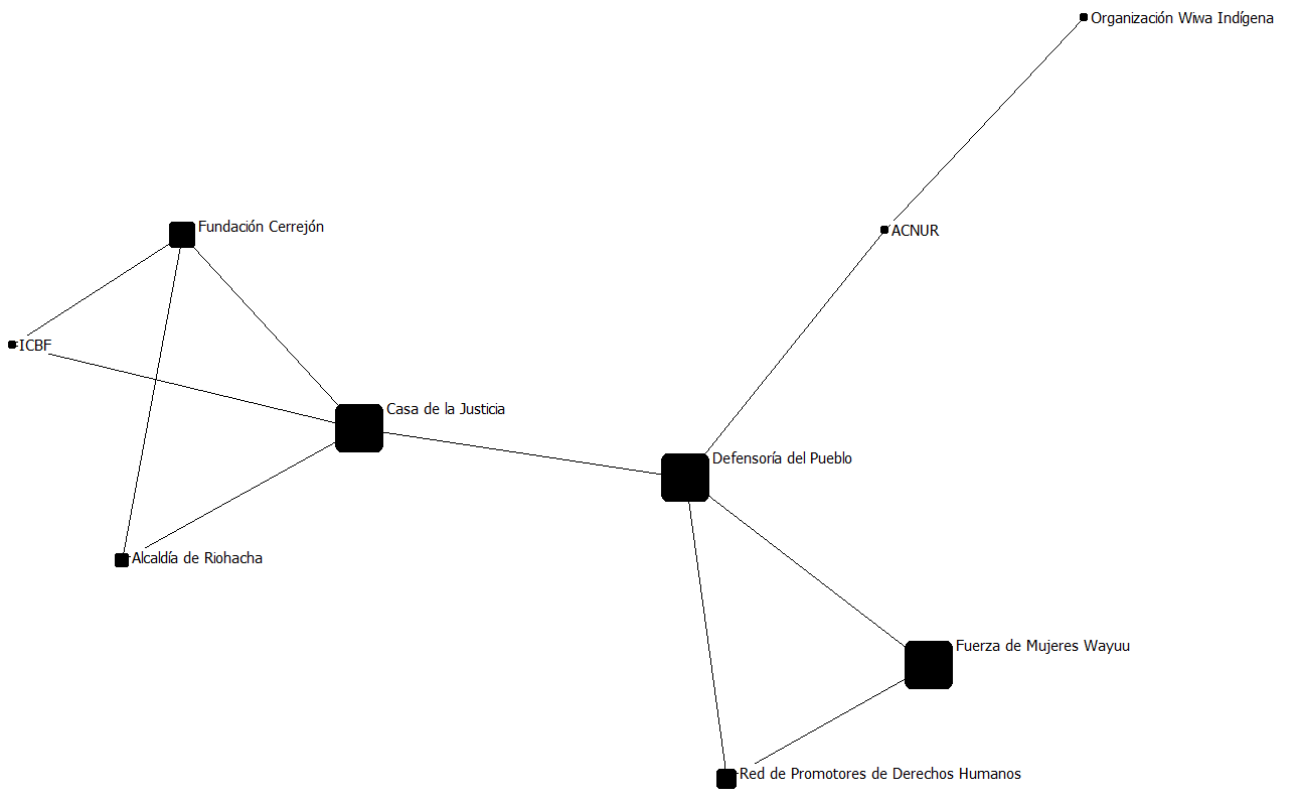 Organización Wiwa Indígena
Fundación Cerrejón
ACNUR
ICBF
Casa de la Justicia
Defensoría del Pueblo
Alcaldía de Riohacha
Fuerza de Mujeres Wayuu
Red de Promotores de Derechos Humanos